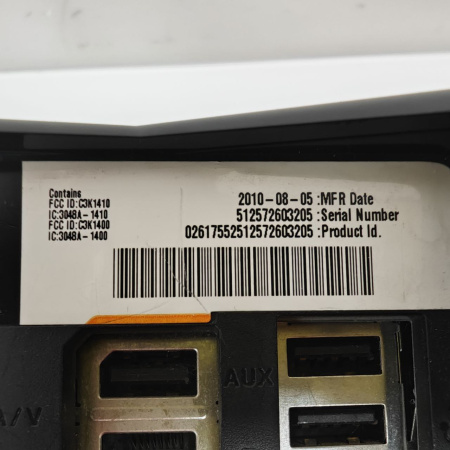 Contains
FCC ID:C3K1410
IC:3048A-1410
FCC ID:C3K1400
IC:3048A-1400
2010-08-05 :MFR Date
512572603205 :Serial Number
02617552512572603205 :Product Id.
AUX
A/V